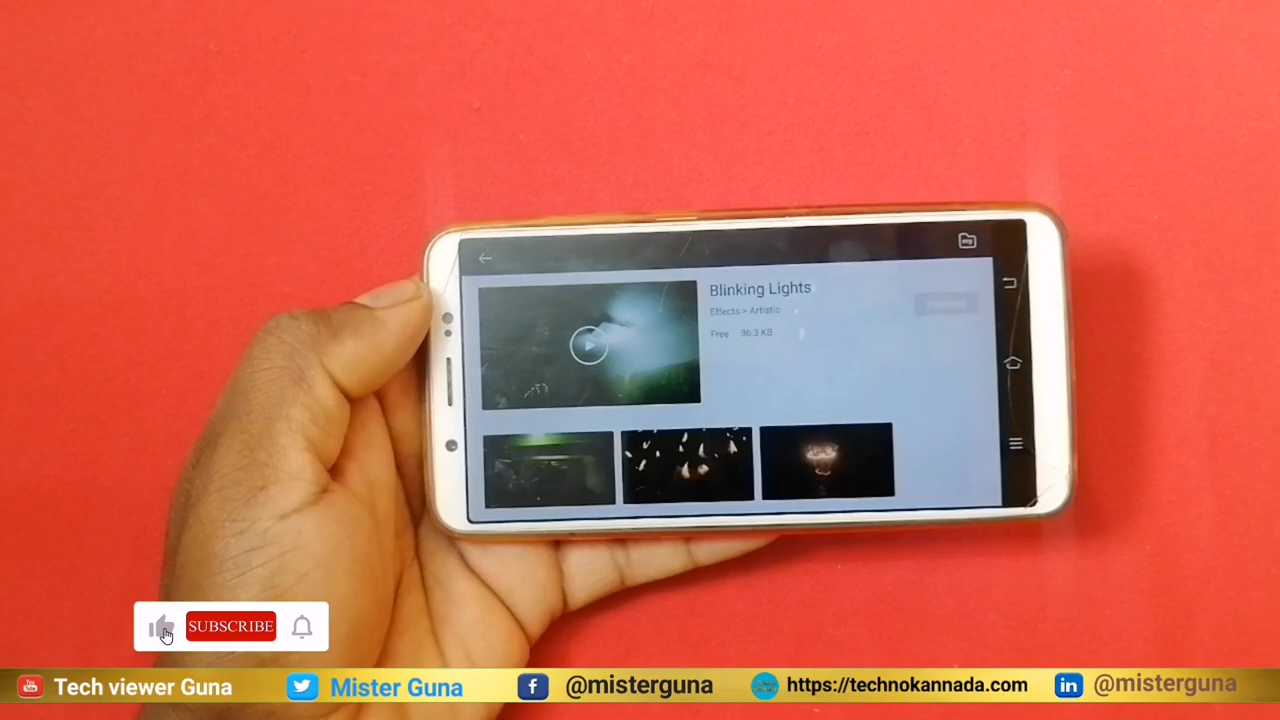 Blinking Lights
Effects > Artistic
Free 36.3 KB
SUBSCRIBE
Tech viewer Guna
Mister Guna
@misterguna
https://technokannada.com
@misterguna